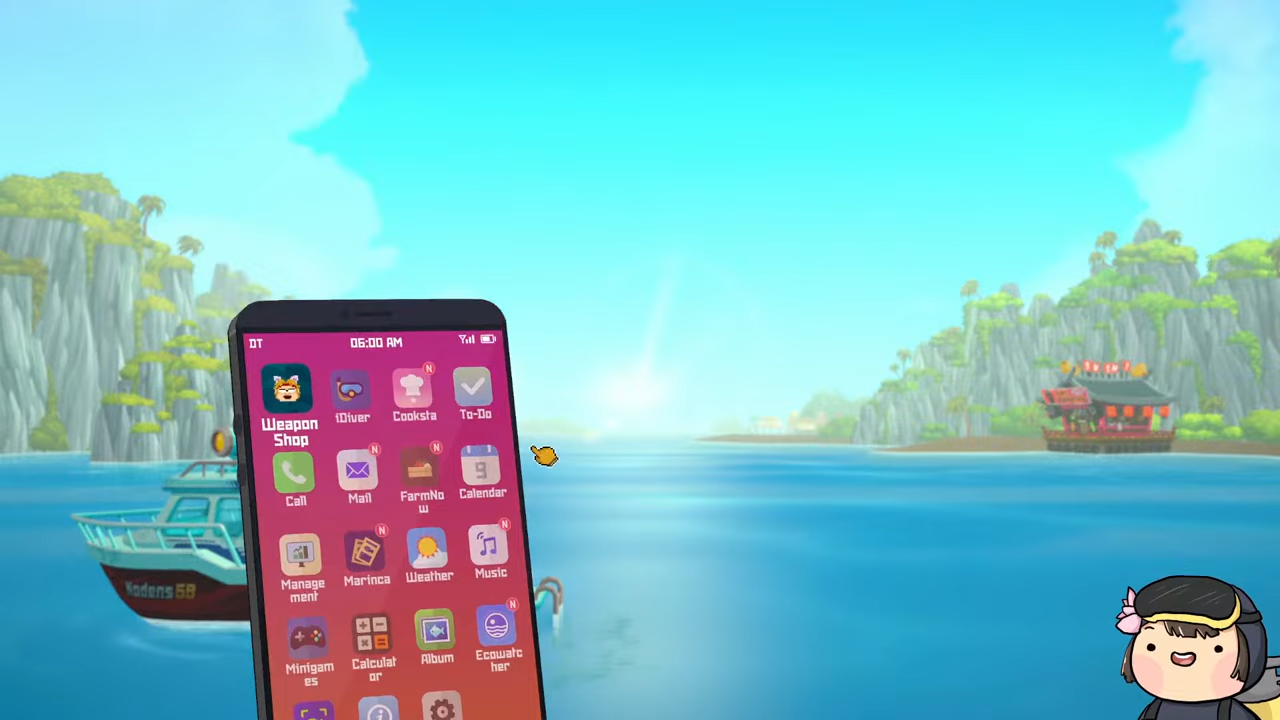 DT
06:00 AM
Weapon
Shop
iDiver
Cooksta
N
To-Do
Call
Mail
N
FarmNo
w
N
Calendar
9
Manage
ment
Marinca
N
Weather
Music
N
Minigam
es
Calculat
or
Album
Ecowatc
her
N
Kodens 58